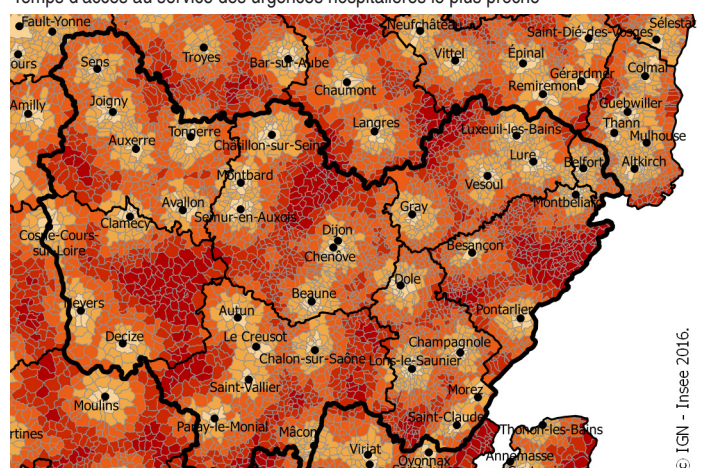 Temps d'accès au service des urgences hospitalières le plus proche
Fault-Yonne
Neufchâteau
Sélestat
Saint-Dié-des-Vosges
Troyes
Sens
Bar-sur-Aube
Vittel
Épinal
Colmar
Gérardmer
Chaumont
Remiremont
Amilly
Joigny
Guebwiller
Langres
Thann
Luxeuil-les-Bains
Mulhouse
Auxerre
Tonnerre
Châtillon-sur-Seine
Lure
Belfort
Altkirch
Montbard
Vesoul
Avallon
Gray
Montbéliard
Semur-en-Auxois
Clamecy
Dijon
Cosne-Cours-
sur-Loire
Besançon
Chenôve
Dole
Beaune
Nevers
Autun
Pontarlier
Decize
Le Creusot
Champagnole
Chalon-sur-Saône
Lons-le-Saunier
Saint-Vallier
Morez
Moulins
Saint-Claude
Paray-le-Monial
Mâcon
Thonon-les-Bains
Viriat
Oyonnax
Annemasse
© IGN - Insee 2016.